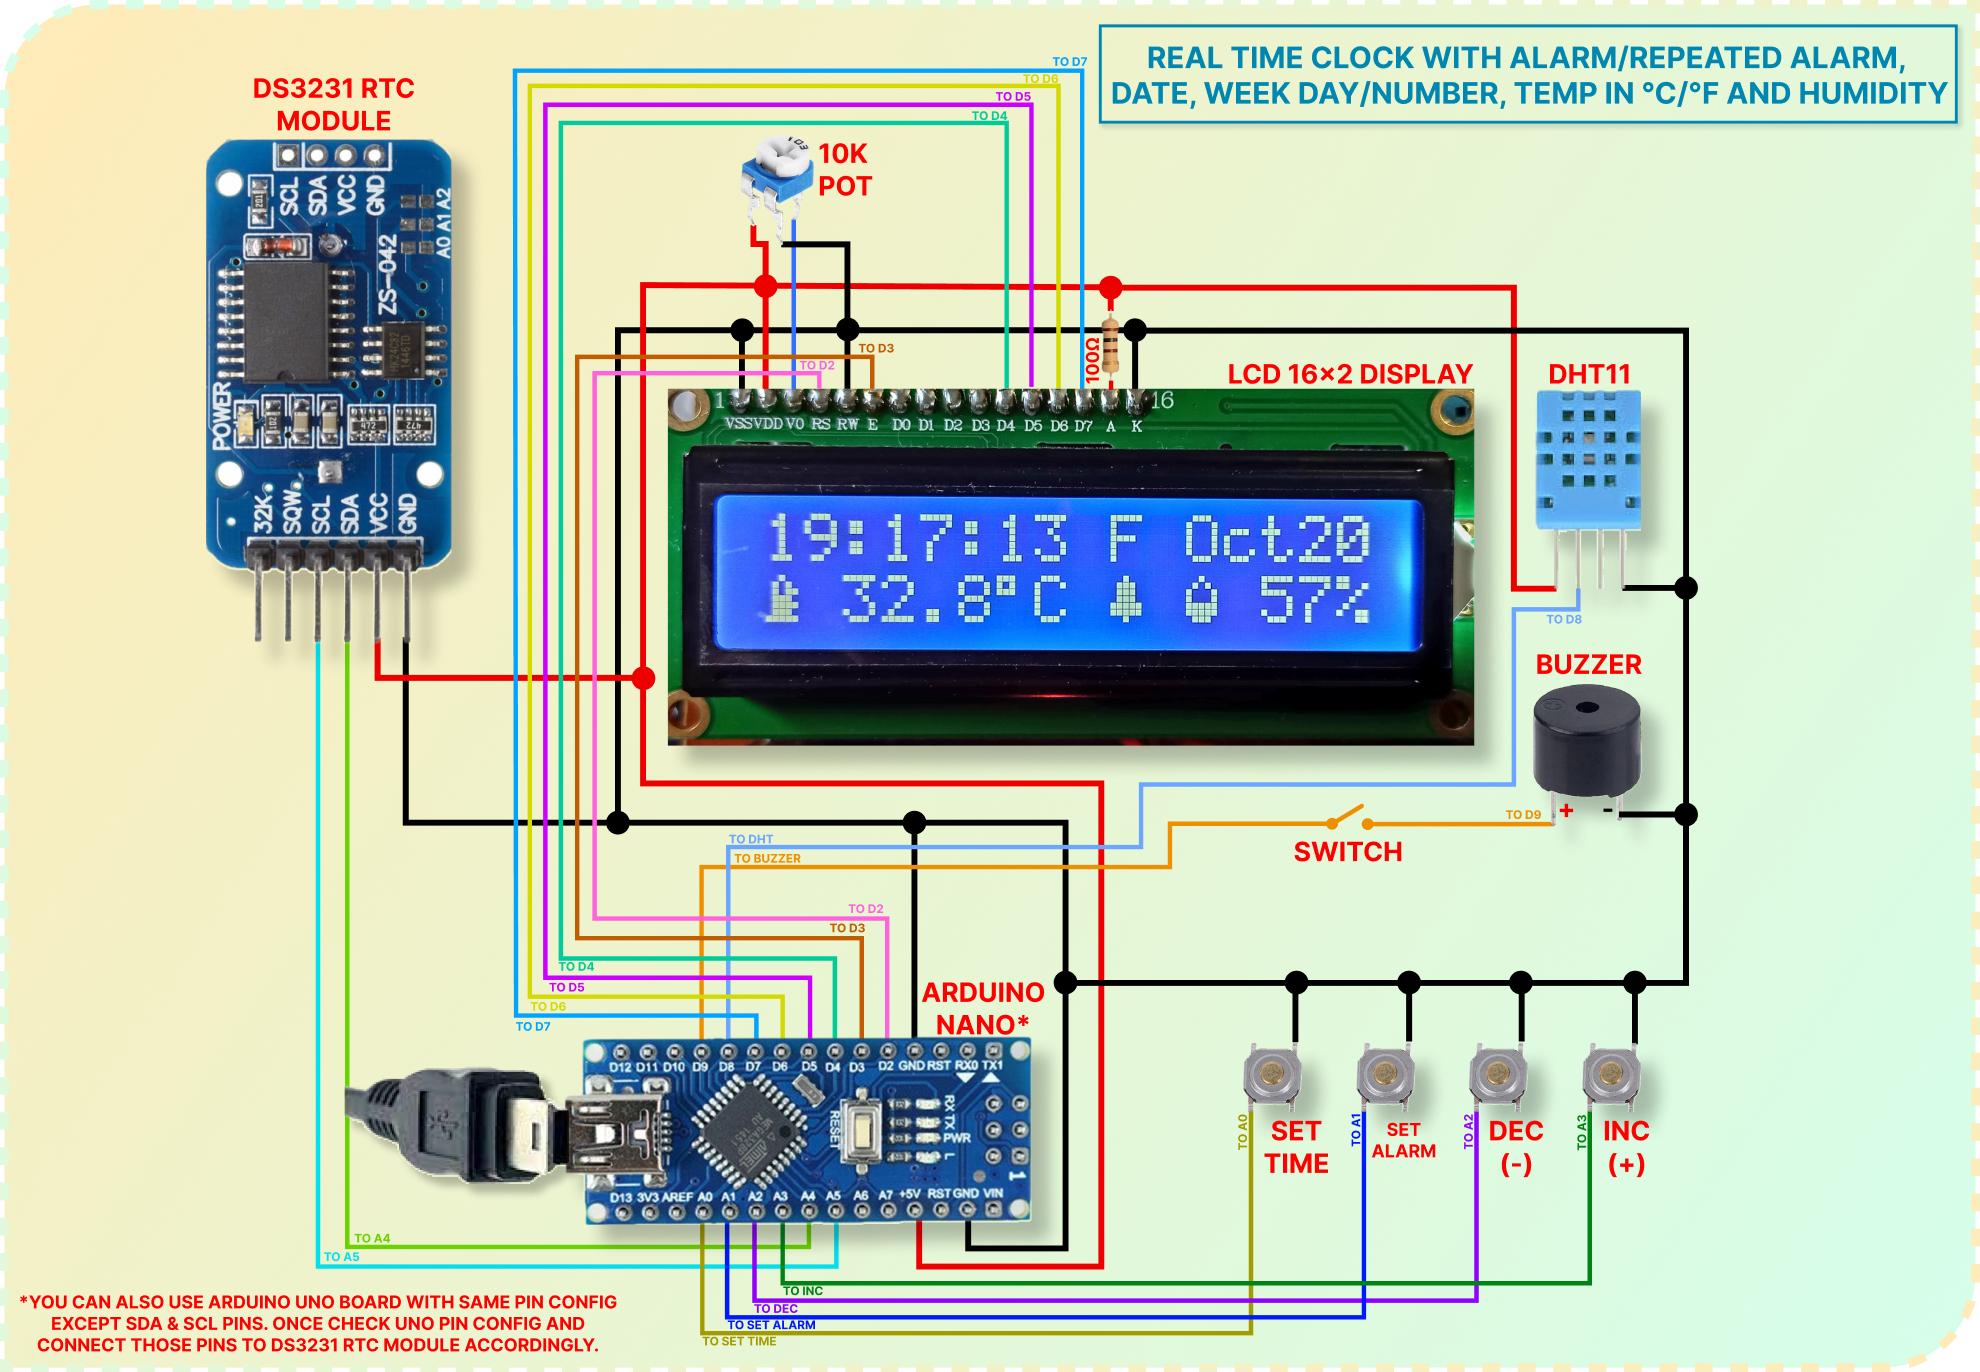 REAL TIME CLOCK WITH ALARM/REPEATED ALARM,
DATE, WEEK DAY/NUMBER, TEMP IN °C/°F AND HUMIDITY
DS3231 RTC
MODULE
SCL SDA VCC GND
A0 A1 A2
ZS-042
POWER
472
472
32K SQW SCL SDA VCC GND
TO D7
TO D6
TO D5
TO D4
10K
POT
TO D3
TO D2
100Ω
LCD 16×2 DISPLAY
DHT11
1
16
VSS VDD V0 RS RW E D0 D1 D2 D3 D4 D5 D6 D7 A K
19:17:13 F Oct20
32.8°C 57%
TO D8
BUZZER
+ -
TO D9
SWITCH
TO DHT
TO BUZZER
TO D2
TO D3
TO D4
TO D5
TO D6
TO D7
ARDUINO
NANO*
D12 D11 D10 D9 D8 D7 D6 D5 D4 D3 D2 GND RST RX0 TX1
RESET
RX
TX
PWR
L
1
D13 3V3 AREF A0 A1 A2 A3 A4 A5 A6 A7 +5V RST GND VIN
TO A0
SET
TIME
TO A1
SET
ALARM
TO A2
DEC
(-)
TO A3
INC
(+)
TO A4
TO A5
TO INC
TO DEC
TO SET ALARM
TO SET TIME
*YOU CAN ALSO USE ARDUINO UNO BOARD WITH SAME PIN CONFIG
EXCEPT SDA & SCL PINS. ONCE CHECK UNO PIN CONFIG AND
CONNECT THOSE PINS TO DS3231 RTC MODULE ACCORDINGLY.